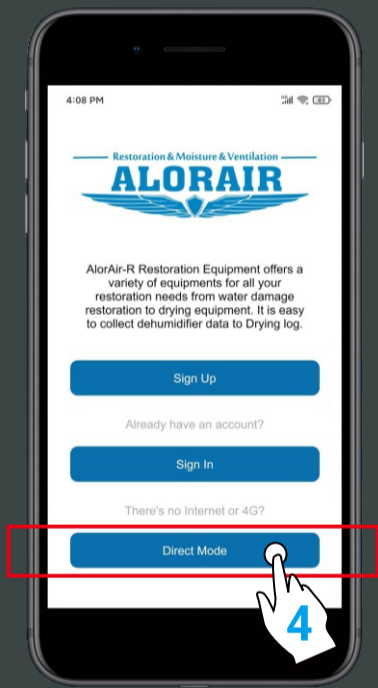 4:08 PM
Restoration & Moisture & Ventilation
ALORAIR
AlorAir-R Restoration Equipment offers a
variety of equipments for all your
restoration needs from water damage
restoration to drying equipment. It is easy
to collect dehumidifier data to Drying log.
Sign Up
Already have an account?
Sign In
There's no Internet or 4G?
Direct Mode
4